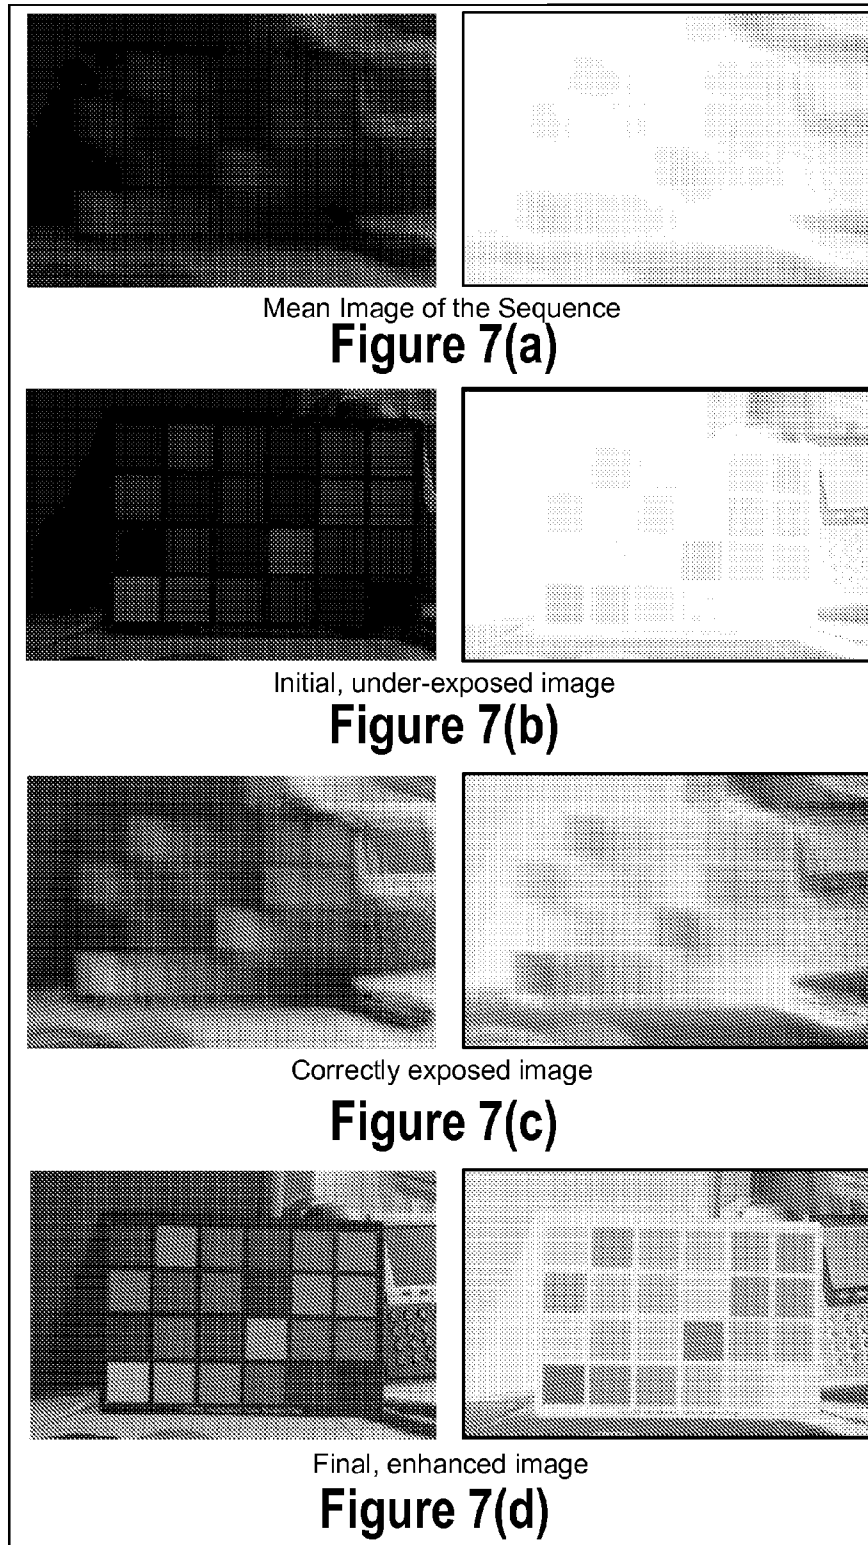 Mean Image of the Sequence
Figure 7(a)
Initial, under-exposed image
Figure 7(b)
Correctly exposed image
Figure 7(c)
Final, enhanced image
Figure 7(d)